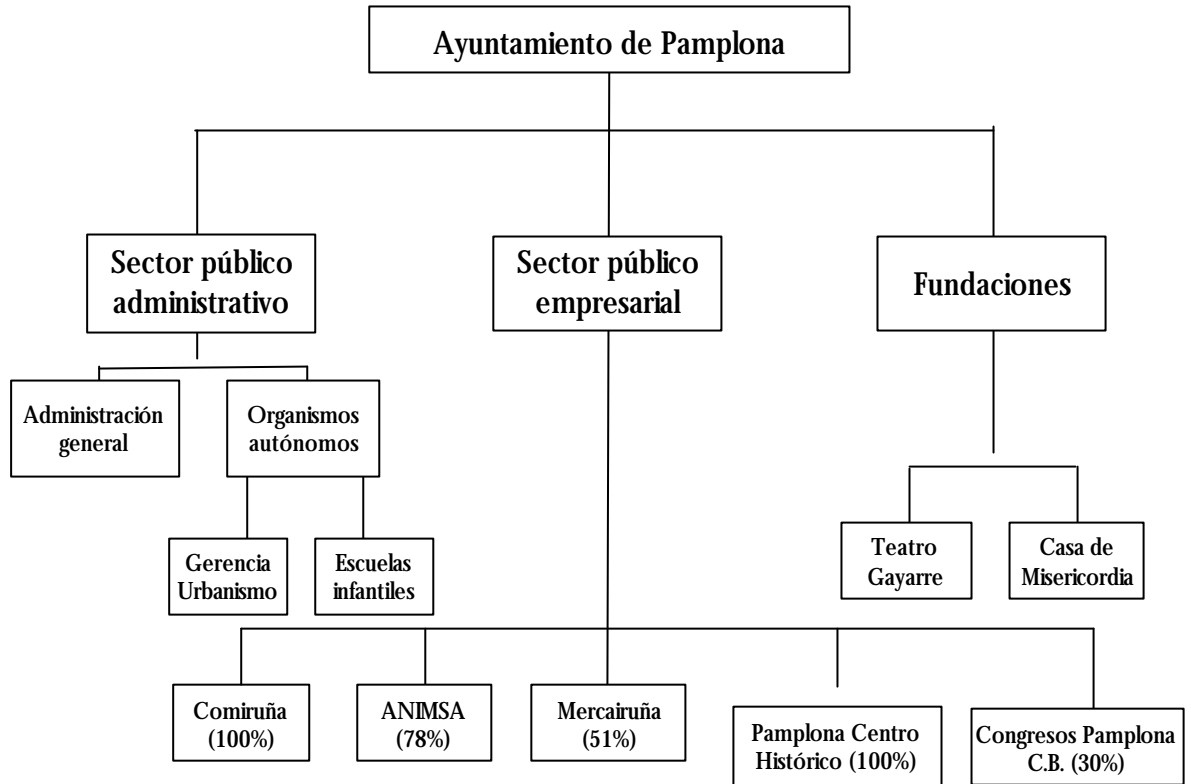 Ayuntamiento de Pamplona
Sector público
administrativo
Sector público
empresarial
Fundaciones
Administración
general
Organismos
autónomos
Gerencia
Urbanismo
Escuelas
infantiles
Teatro
Gayarre
Casa de
Misericordia
Comiruña
(100%)
ANIMSA
(78%)
Mercairuña
(51%)
Pamplona Centro
Histórico (100%)
Congresos Pamplona
C.B. (30%)